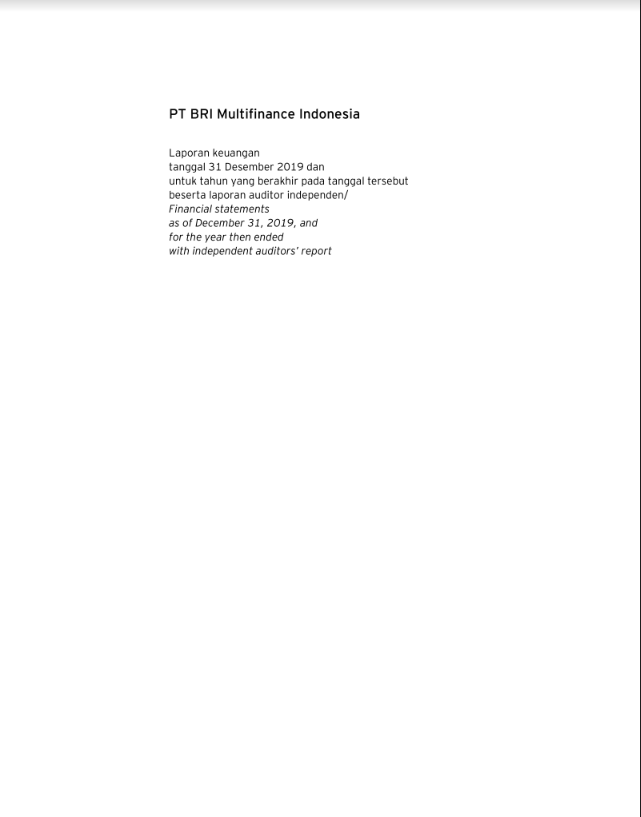 PT BRI Multifinance Indonesia
Laporan keuangan
tanggal 31 Desember 2019 dan
untuk tahun yang berakhir pada tanggal tersebut
beserta laporan auditor independen/
Financial statements
as of December 31, 2019, and
for the year then ended
with independent auditors' report